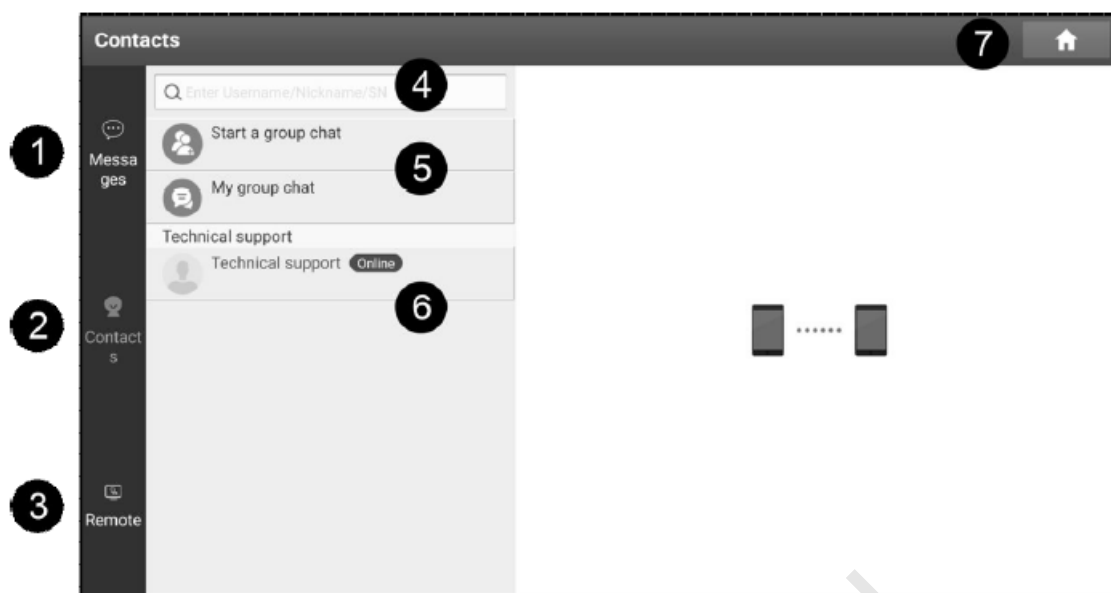 Contacts
7
Enter Username/Nickname/SN
4
1
Messa
ges
Start a group chat
5
My group chat
Technical support
Technical support Online
6
2
Contact
s
3
Remote